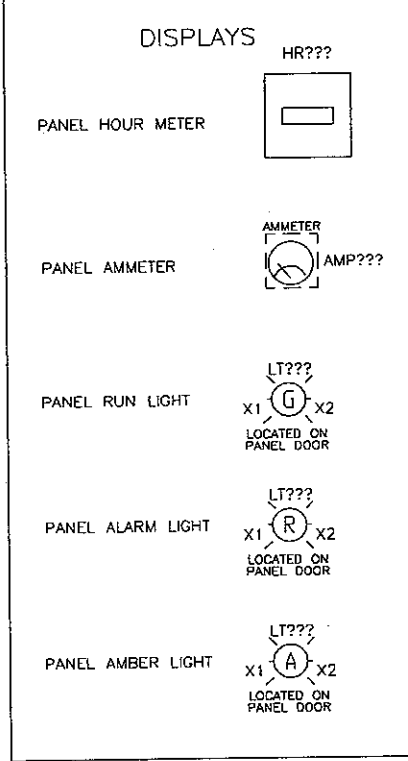 DISPLAYS
HR???
PANEL HOUR METER
AMMETER
PANEL AMMETER
AMP???
LT???
PANEL RUN LIGHT
X1 G X2
LOCATED ON
PANEL DOOR
LT???
PANEL ALARM LIGHT
X1 R X2
LOCATED ON
PANEL DOOR
LT???
PANEL AMBER LIGHT
X1 A X2
LOCATED ON
PANEL DOOR